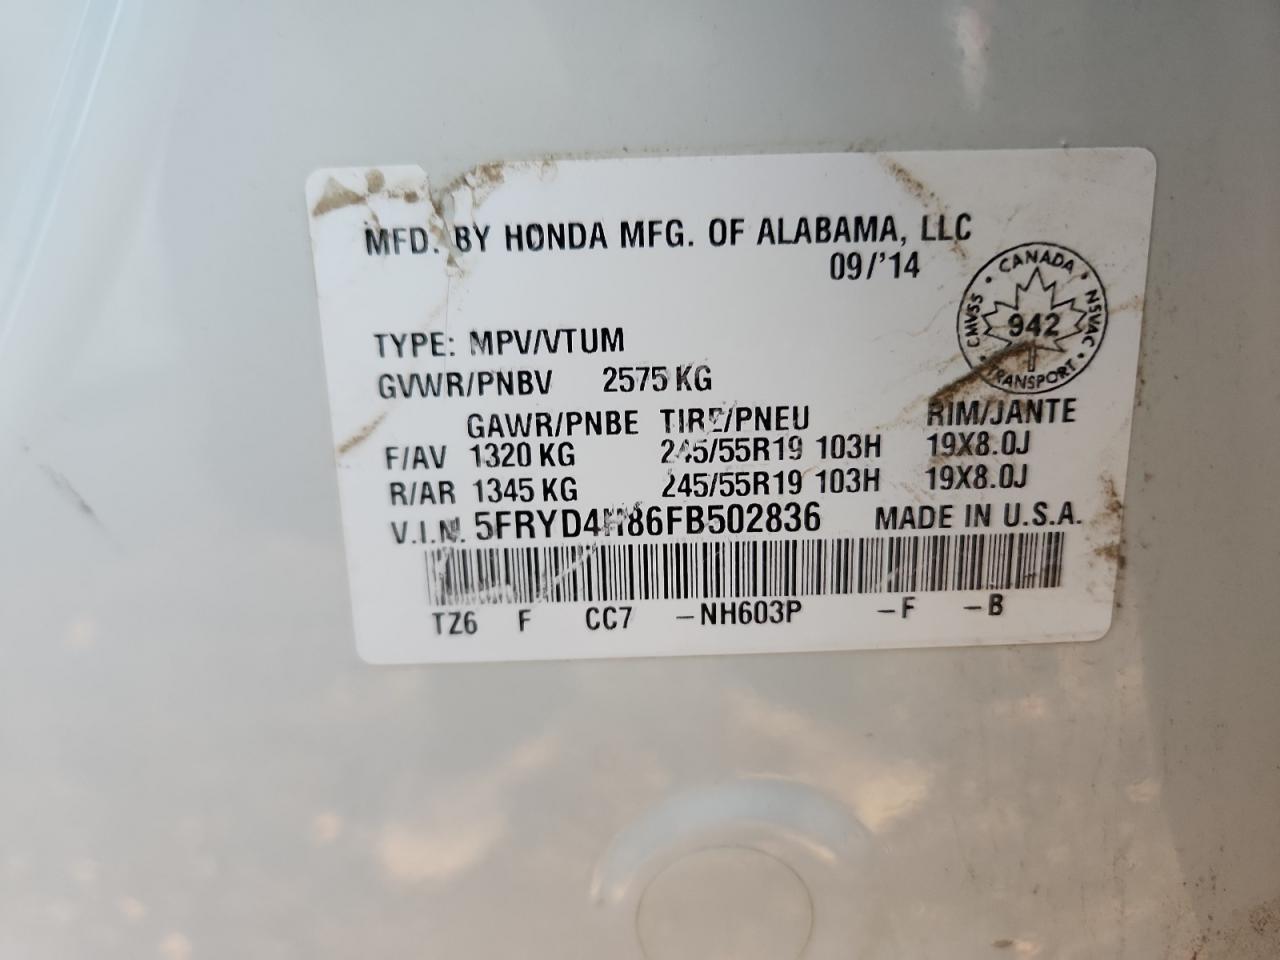 MFD. BY HONDA MFG. OF ALABAMA, LLC
09/'14
CANADA
CMVSS
942
NSVAC
TRANSPORT
TYPE: MPV/VTUM
GVWR/PNBV 2575 KG
GAWR/PNBE TIRE/PNEU RIM/JANTE
F/AV 1320 KG 245/55R19 103H 19X8.0J
R/AR 1345 KG 245/55R19 103H 19X8.0J
V.I.N. 5FRYD4H86FB502836 MADE IN U.S.A.
TZ6 F CC7 -NH603P -F -B